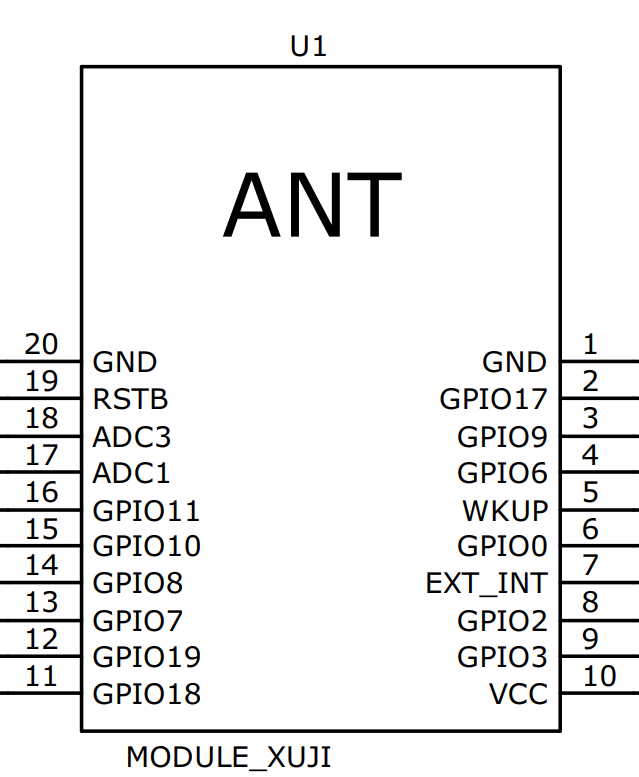 U1
ANT
20 GND GND 1
19 RSTB GPIO17 2
18 ADC3 GPIO9 3
17 ADC1 GPIO6 4
16 GPIO11 WKUP 5
15 GPIO10 GPIO0 6
14 GPIO8 EXT_INT 7
13 GPIO7 GPIO2 8
12 GPIO19 GPIO3 9
11 GPIO18 VCC 10
MODULE_XUJI